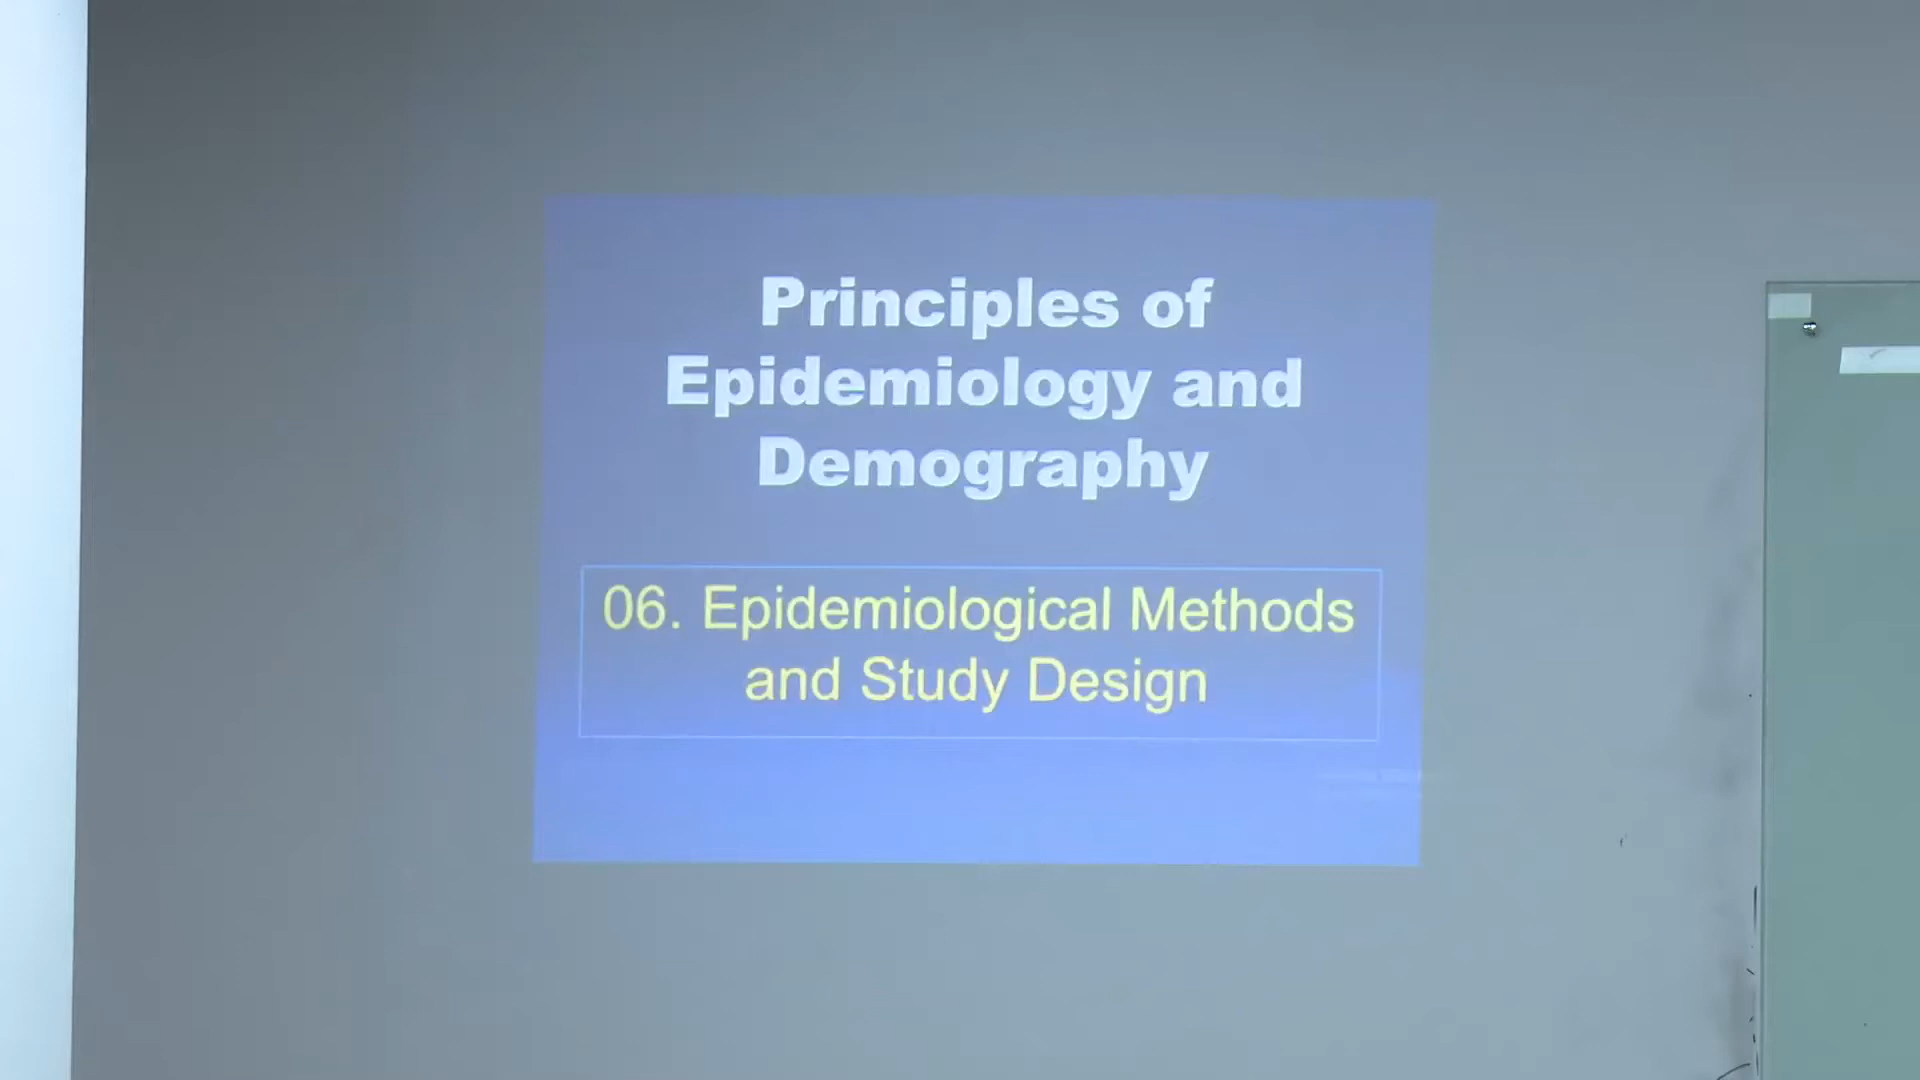 Principles of
Epidemiology and
Demography
06. Epidemiological Methods
and Study Design